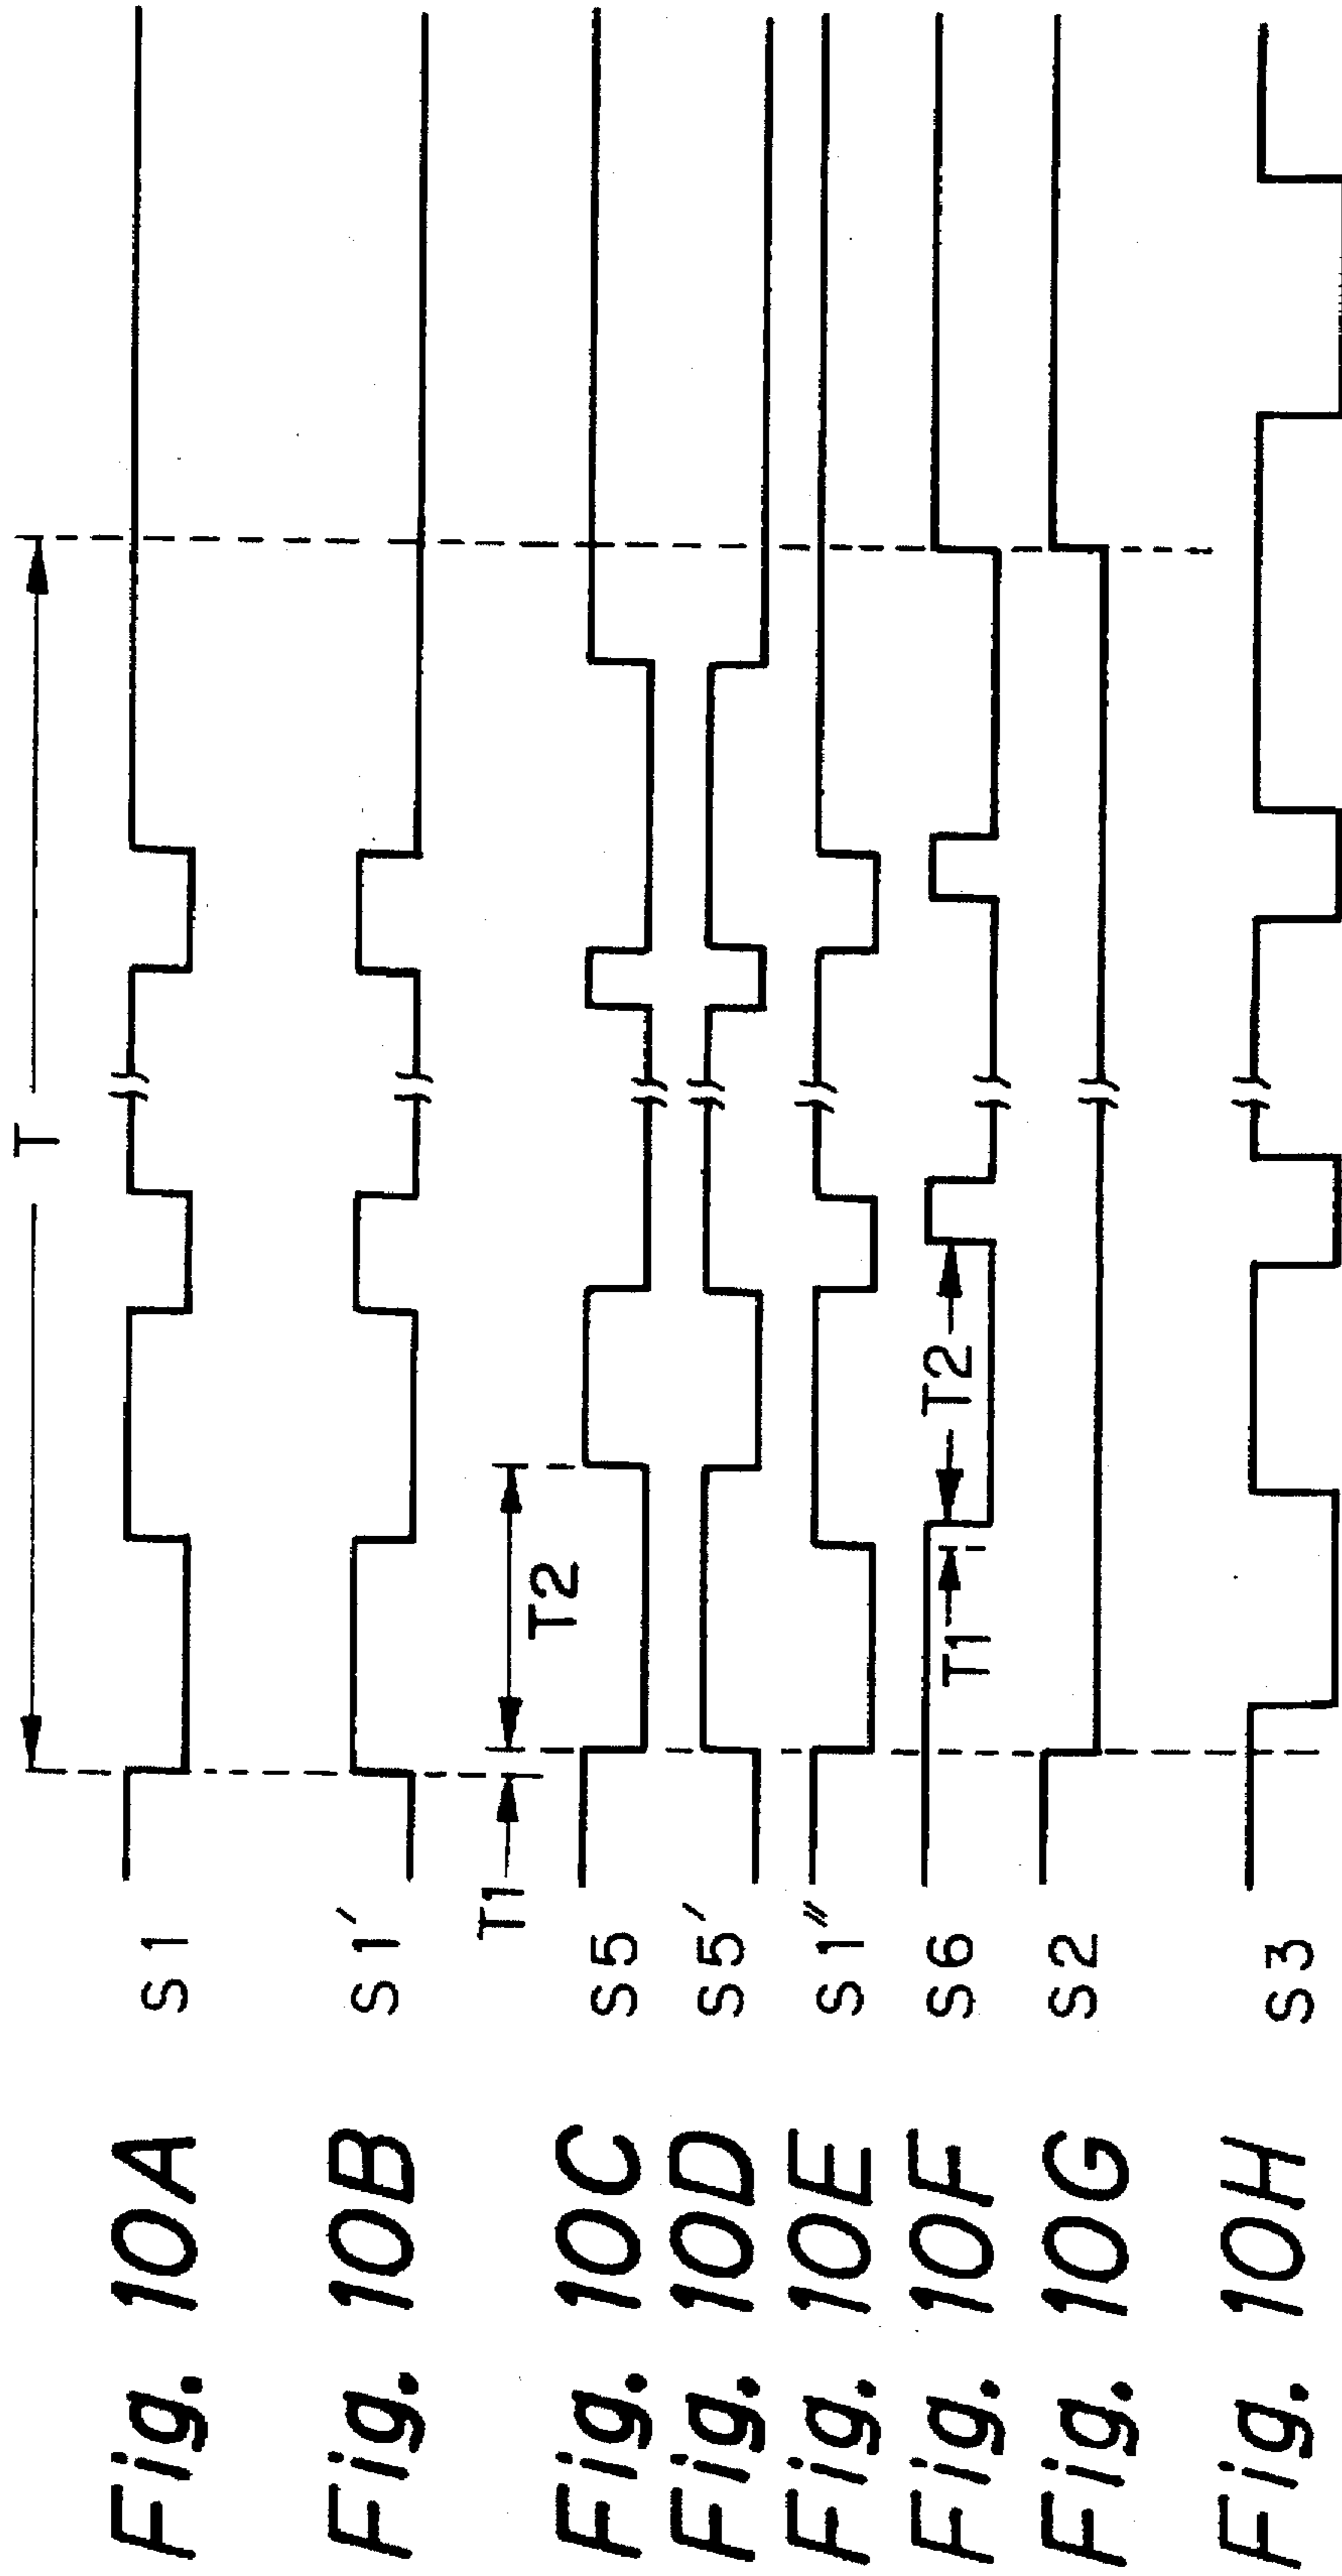 T
Fig. 10A S1
Fig. 10B S1′
T1 T2
Fig. 10C S5
Fig. 10D S5′
Fig. 10E S1″
Fig. 10F S6 T1 T2
Fig. 10G S2
Fig. 10H S3